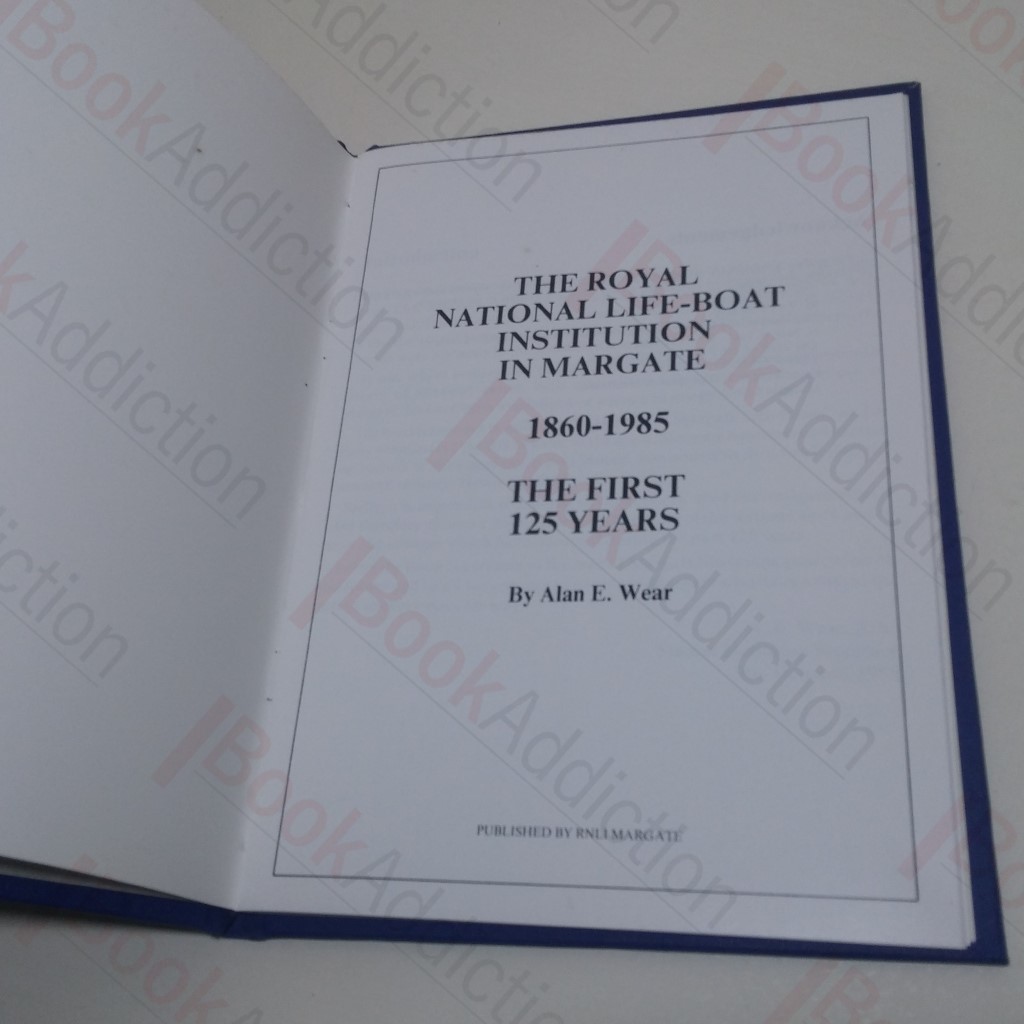 THE ROYAL
NATIONAL LIFE-BOAT
INSTITUTION
IN MARGATE
1860-1985
THE FIRST
125 YEARS
By Alan E. Wear
PUBLISHED BY RNLI MARGATE
BookAddiction